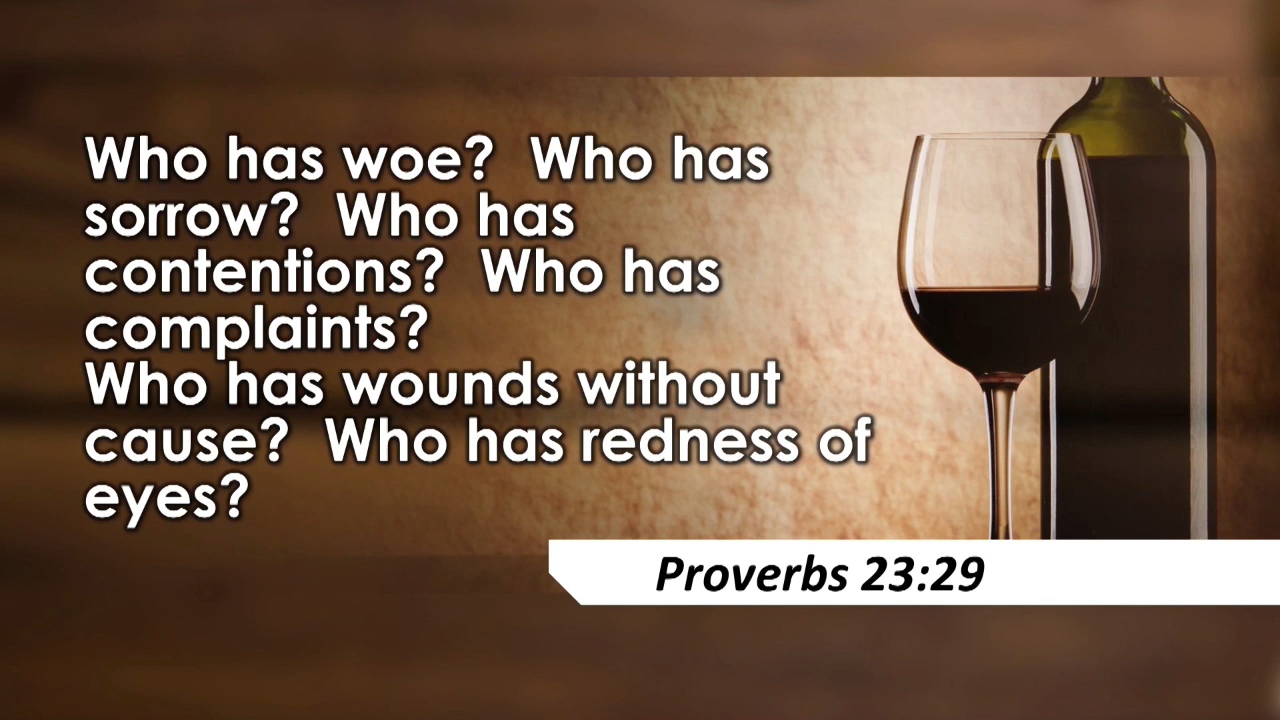 Who has woe?  Who has
sorrow?  Who has
contentions?  Who has
complaints?
Who has wounds without
cause?  Who has redness of
eyes?
Proverbs 23:29